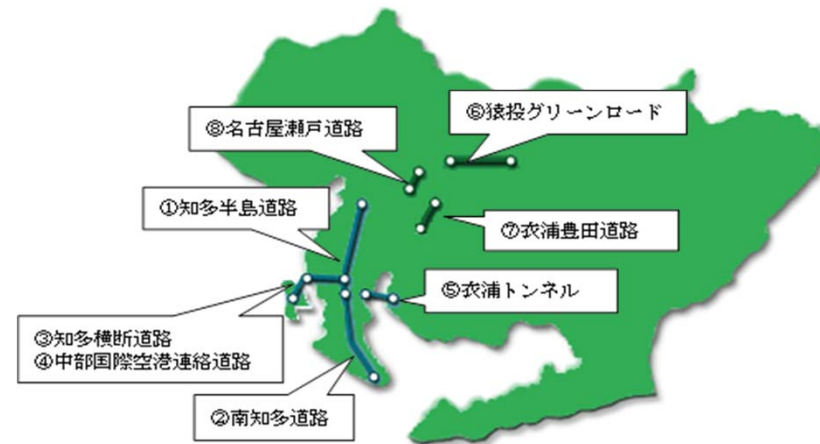 ⑥猿投グリーンロード
⑧名古屋瀬戸道路
①知多半島道路
⑦衣浦豊田道路
⑤衣浦トンネル
③知多横断道路
④中部国際空港連絡道路
②南知多道路